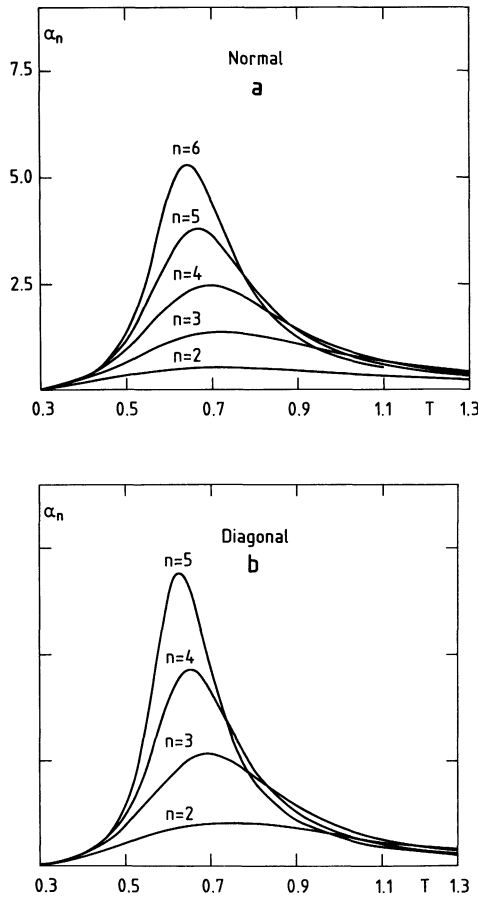 αn
7.5
Normal
a
n=6
5.0
n=5
n=4
2.5
n=3
n=2
0.3 0.5 0.7 0.9 1.1 T 1.3
αn
Diagonal
b
n=5
n=4
n=3
n=2
0.3 0.5 0.7 0.9 1.1 T 1.3